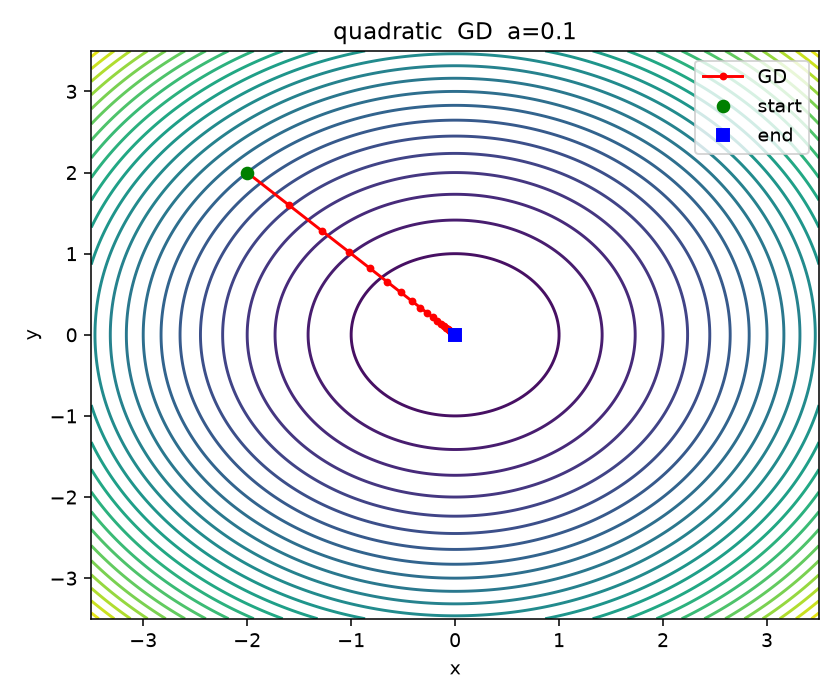 quadratic  GD  a=0.1
GD
start
end
3
2
1
0
−1
−2
−3
y
−3 −2 −1 0 1 2 3
x